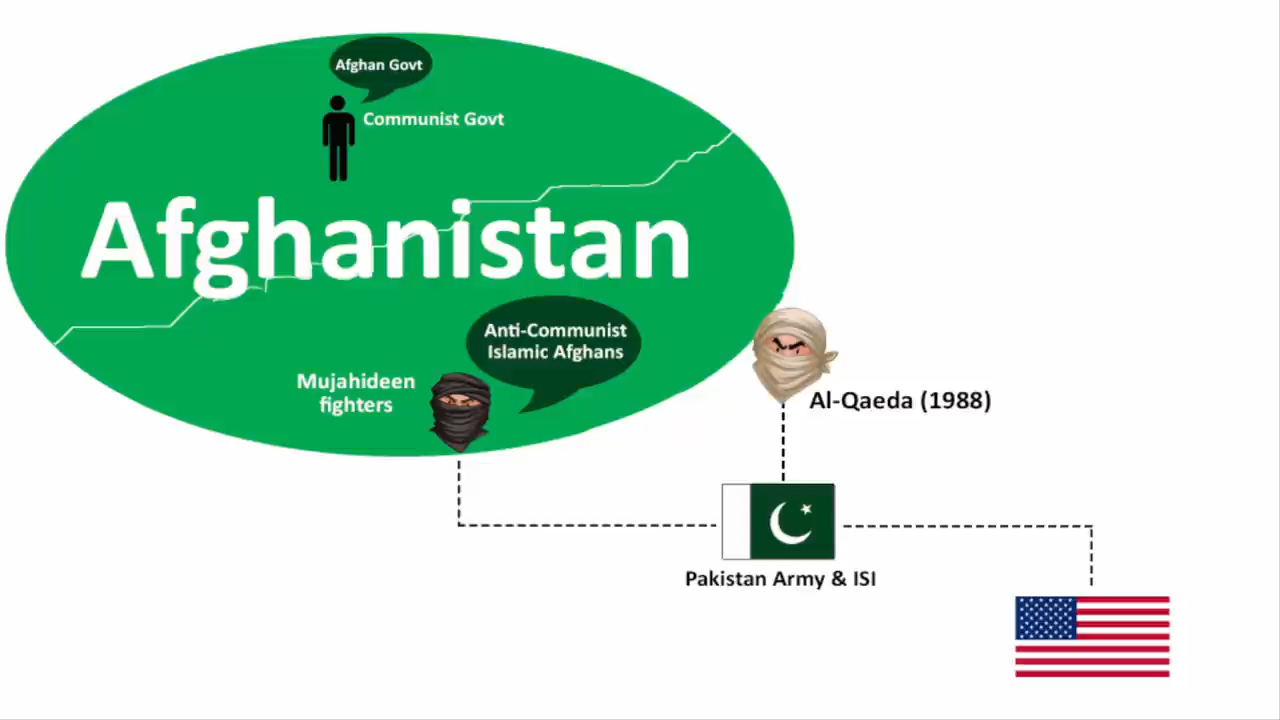 Afghan Govt
Communist Govt
Afghanistan
Anti-Communist
Islamic Afghans
Mujahideen
fighters
Al-Qaeda (1988)
Pakistan Army & ISI